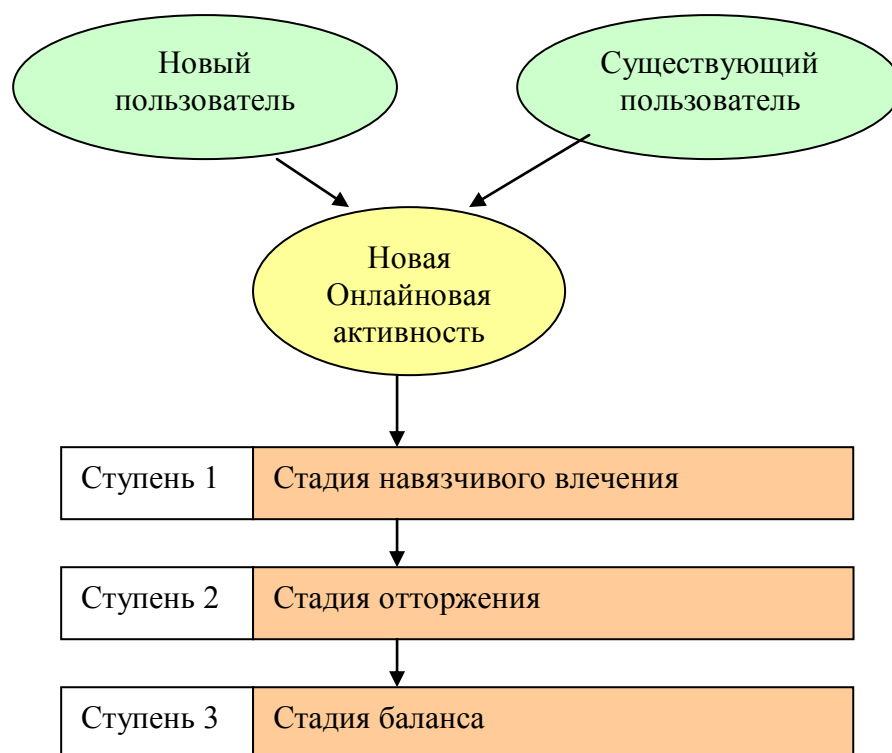 Новый
пользователь
Существующий
пользователь
Новая
Онлайновая
активность
Ступень 1 Стадия навязчивого влечения
Ступень 2 Стадия отторжения
Ступень 3 Стадия баланса